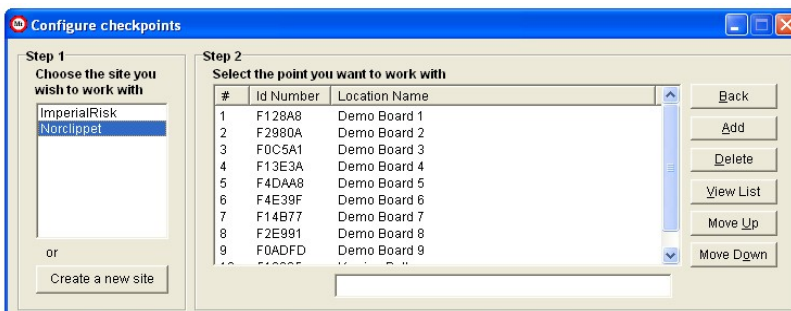 Configure checkpoints
Step 1
Choose the site you
wish to work with
ImperialRisk
Norclippet
or
Create a new site
Step 2
Select the point you want to work with
# Id Number Location Name
1 F128A8 Demo Board 1
2 F2980A Demo Board 2
3 F0C5A1 Demo Board 3
4 F13E3A Demo Board 4
5 F4DAA8 Demo Board 5
6 F4E39F Demo Board 6
7 F14B77 Demo Board 7
8 F2E991 Demo Board 8
9 F0ADFD Demo Board 9
Back
Add
Delete
View List
Move Up
Move Down